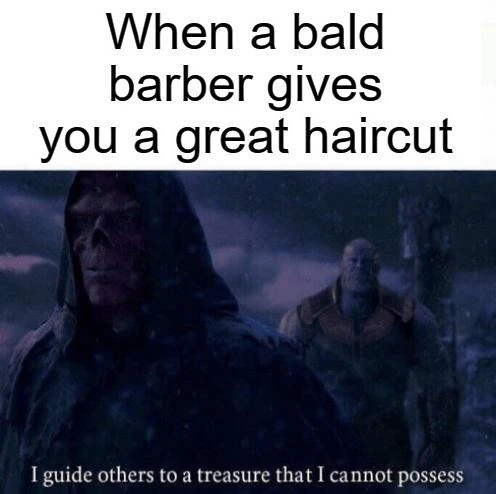 When a bald
barber gives
you a great haircut
I guide others to a treasure that I cannot possess